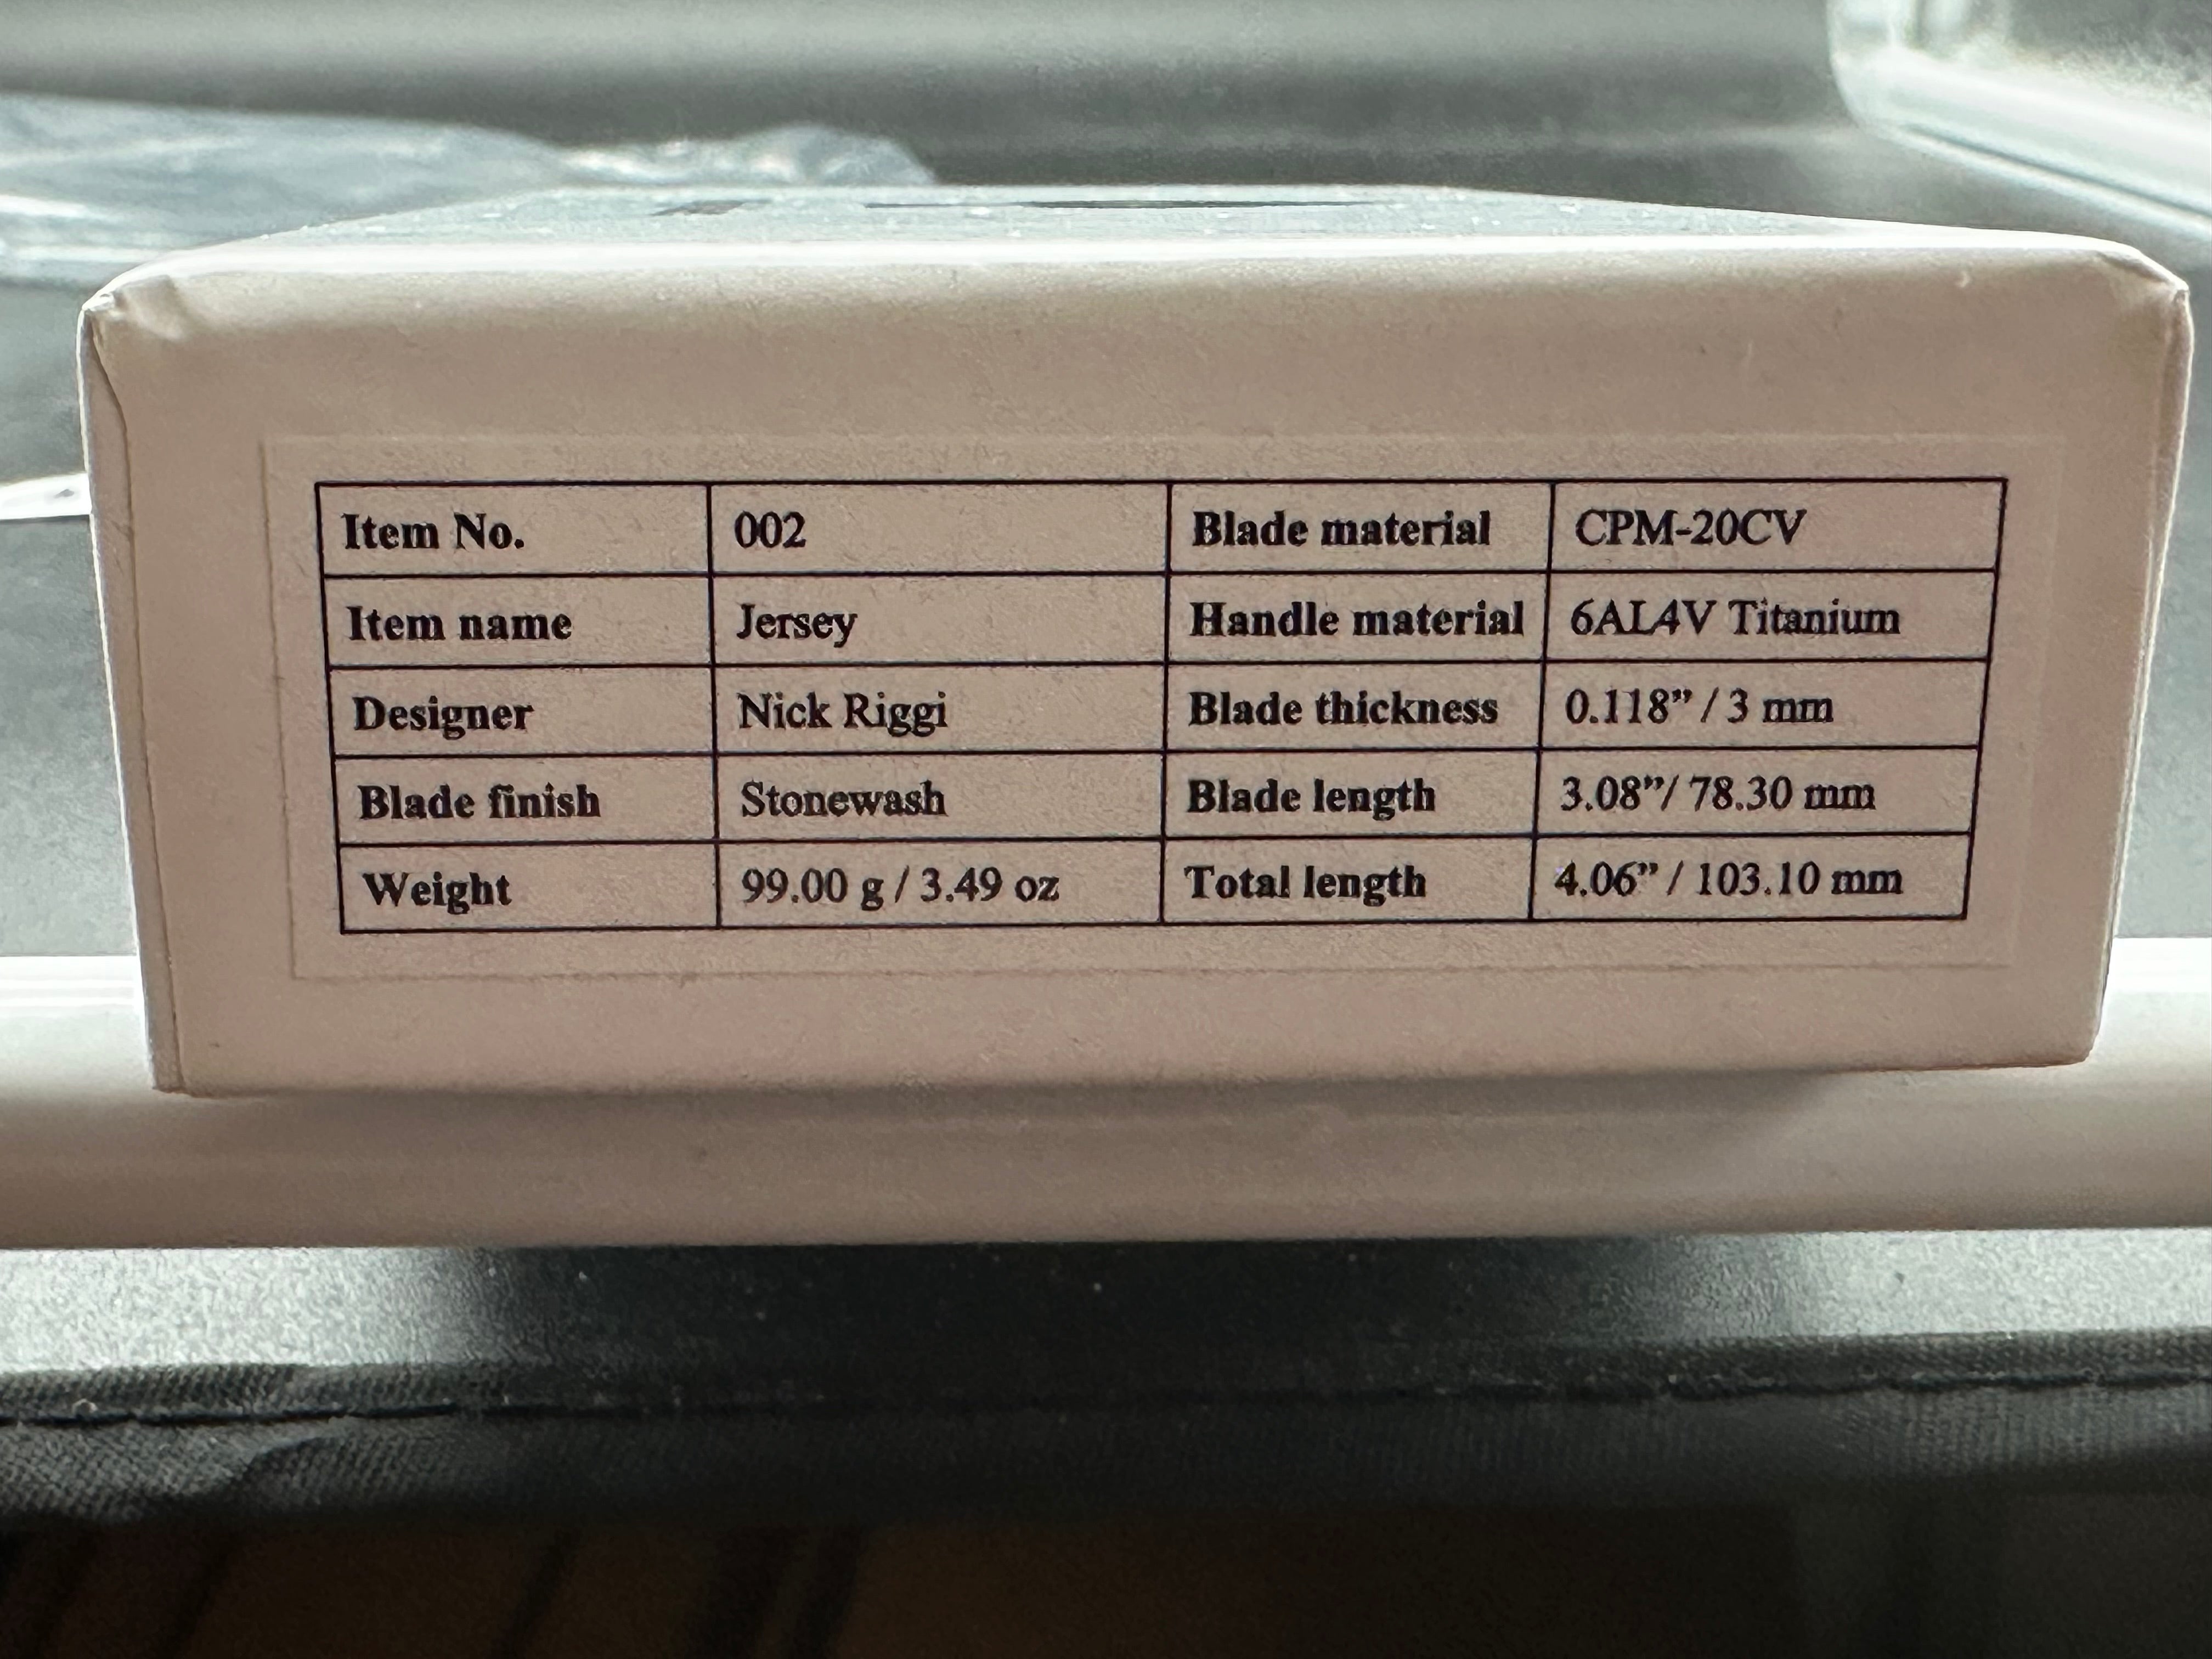 Item No. 002 Blade material CPM-20CV
Item name Jersey Handle material 6AL4V Titanium
Designer Nick Riggi Blade thickness 0.118” / 3 mm
Blade finish Stonewash Blade length 3.08”/ 78.30 mm
Weight 99.00 g / 3.49 oz Total length 4.06” / 103.10 mm